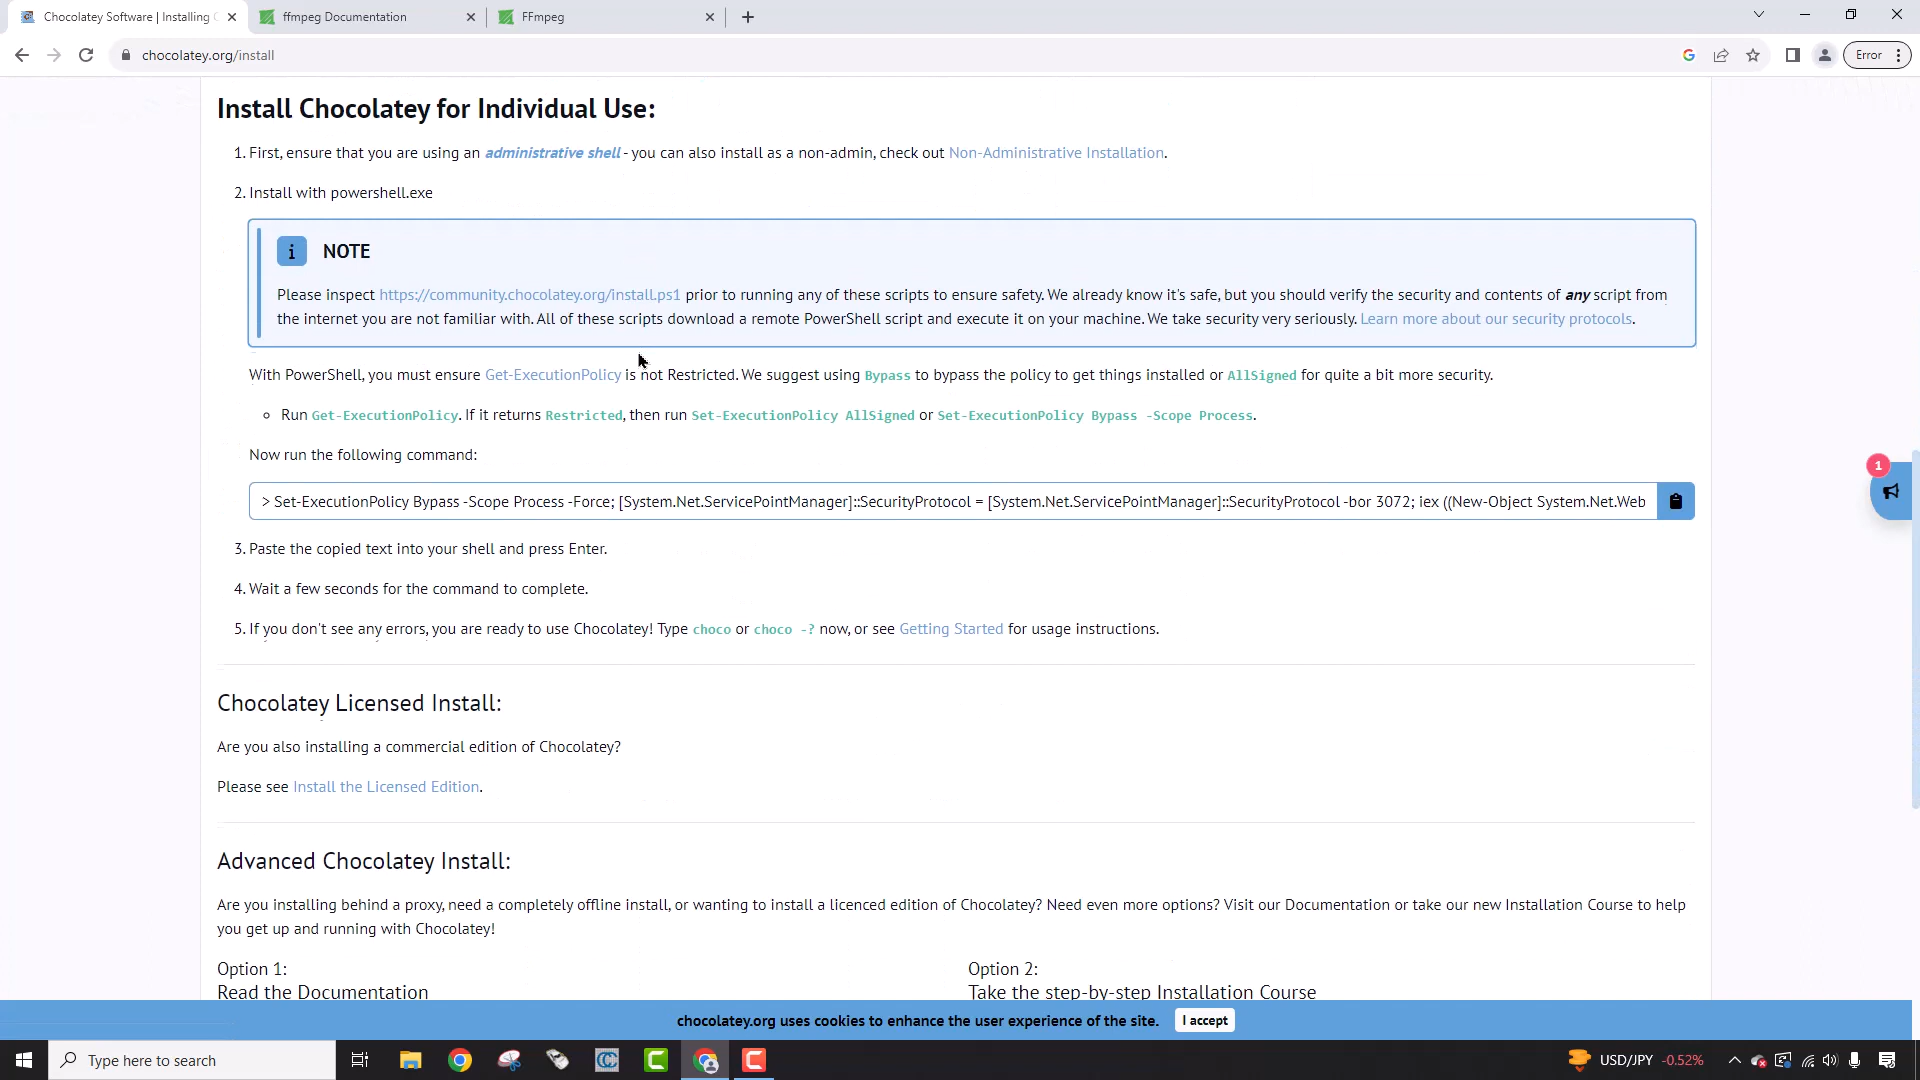 Chocolatey Software | Installing C
ffmpeg Documentation
FFmpeg
chocolatey.org/install
Error
Install Chocolatey for Individual Use:
1. First, ensure that you are using an administrative shell - you can also install as a non-admin, check out Non-Administrative Installation.
2. Install with powershell.exe
i NOTE
Please inspect https://community.chocolatey.org/install.ps1 prior to running any of these scripts to ensure safety. We already know it's safe, but you should verify the security and contents of any script from
the internet you are not familiar with. All of these scripts download a remote PowerShell script and execute it on your machine. We take security very seriously. Learn more about our security protocols.
With PowerShell, you must ensure Get-ExecutionPolicy is not Restricted. We suggest using Bypass to bypass the policy to get things installed or AllSigned for quite a bit more security.
Run Get-ExecutionPolicy. If it returns Restricted, then run Set-ExecutionPolicy AllSigned or Set-ExecutionPolicy Bypass -Scope Process.
Now run the following command:
> Set-ExecutionPolicy Bypass -Scope Process -Force; [System.Net.ServicePointManager]::SecurityProtocol = [System.Net.ServicePointManager]::SecurityProtocol -bor 3072; iex ((New-Object System.Net.Web
1
3. Paste the copied text into your shell and press Enter.
4. Wait a few seconds for the command to complete.
5. If you don't see any errors, you are ready to use Chocolatey! Type choco or choco -? now, or see Getting Started for usage instructions.
Chocolatey Licensed Install:
Are you also installing a commercial edition of Chocolatey?
Please see Install the Licensed Edition.
Advanced Chocolatey Install:
Are you installing behind a proxy, need a completely offline install, or wanting to install a licenced edition of Chocolatey? Need even more options? Visit our Documentation or take our new Installation Course to help
you get up and running with Chocolatey!
Option 1:
Read the Documentation
Option 2:
Take the step-by-step Installation Course
chocolatey.org uses cookies to enhance the user experience of the site. I accept
Type here to search
USD/JPY -0.52%